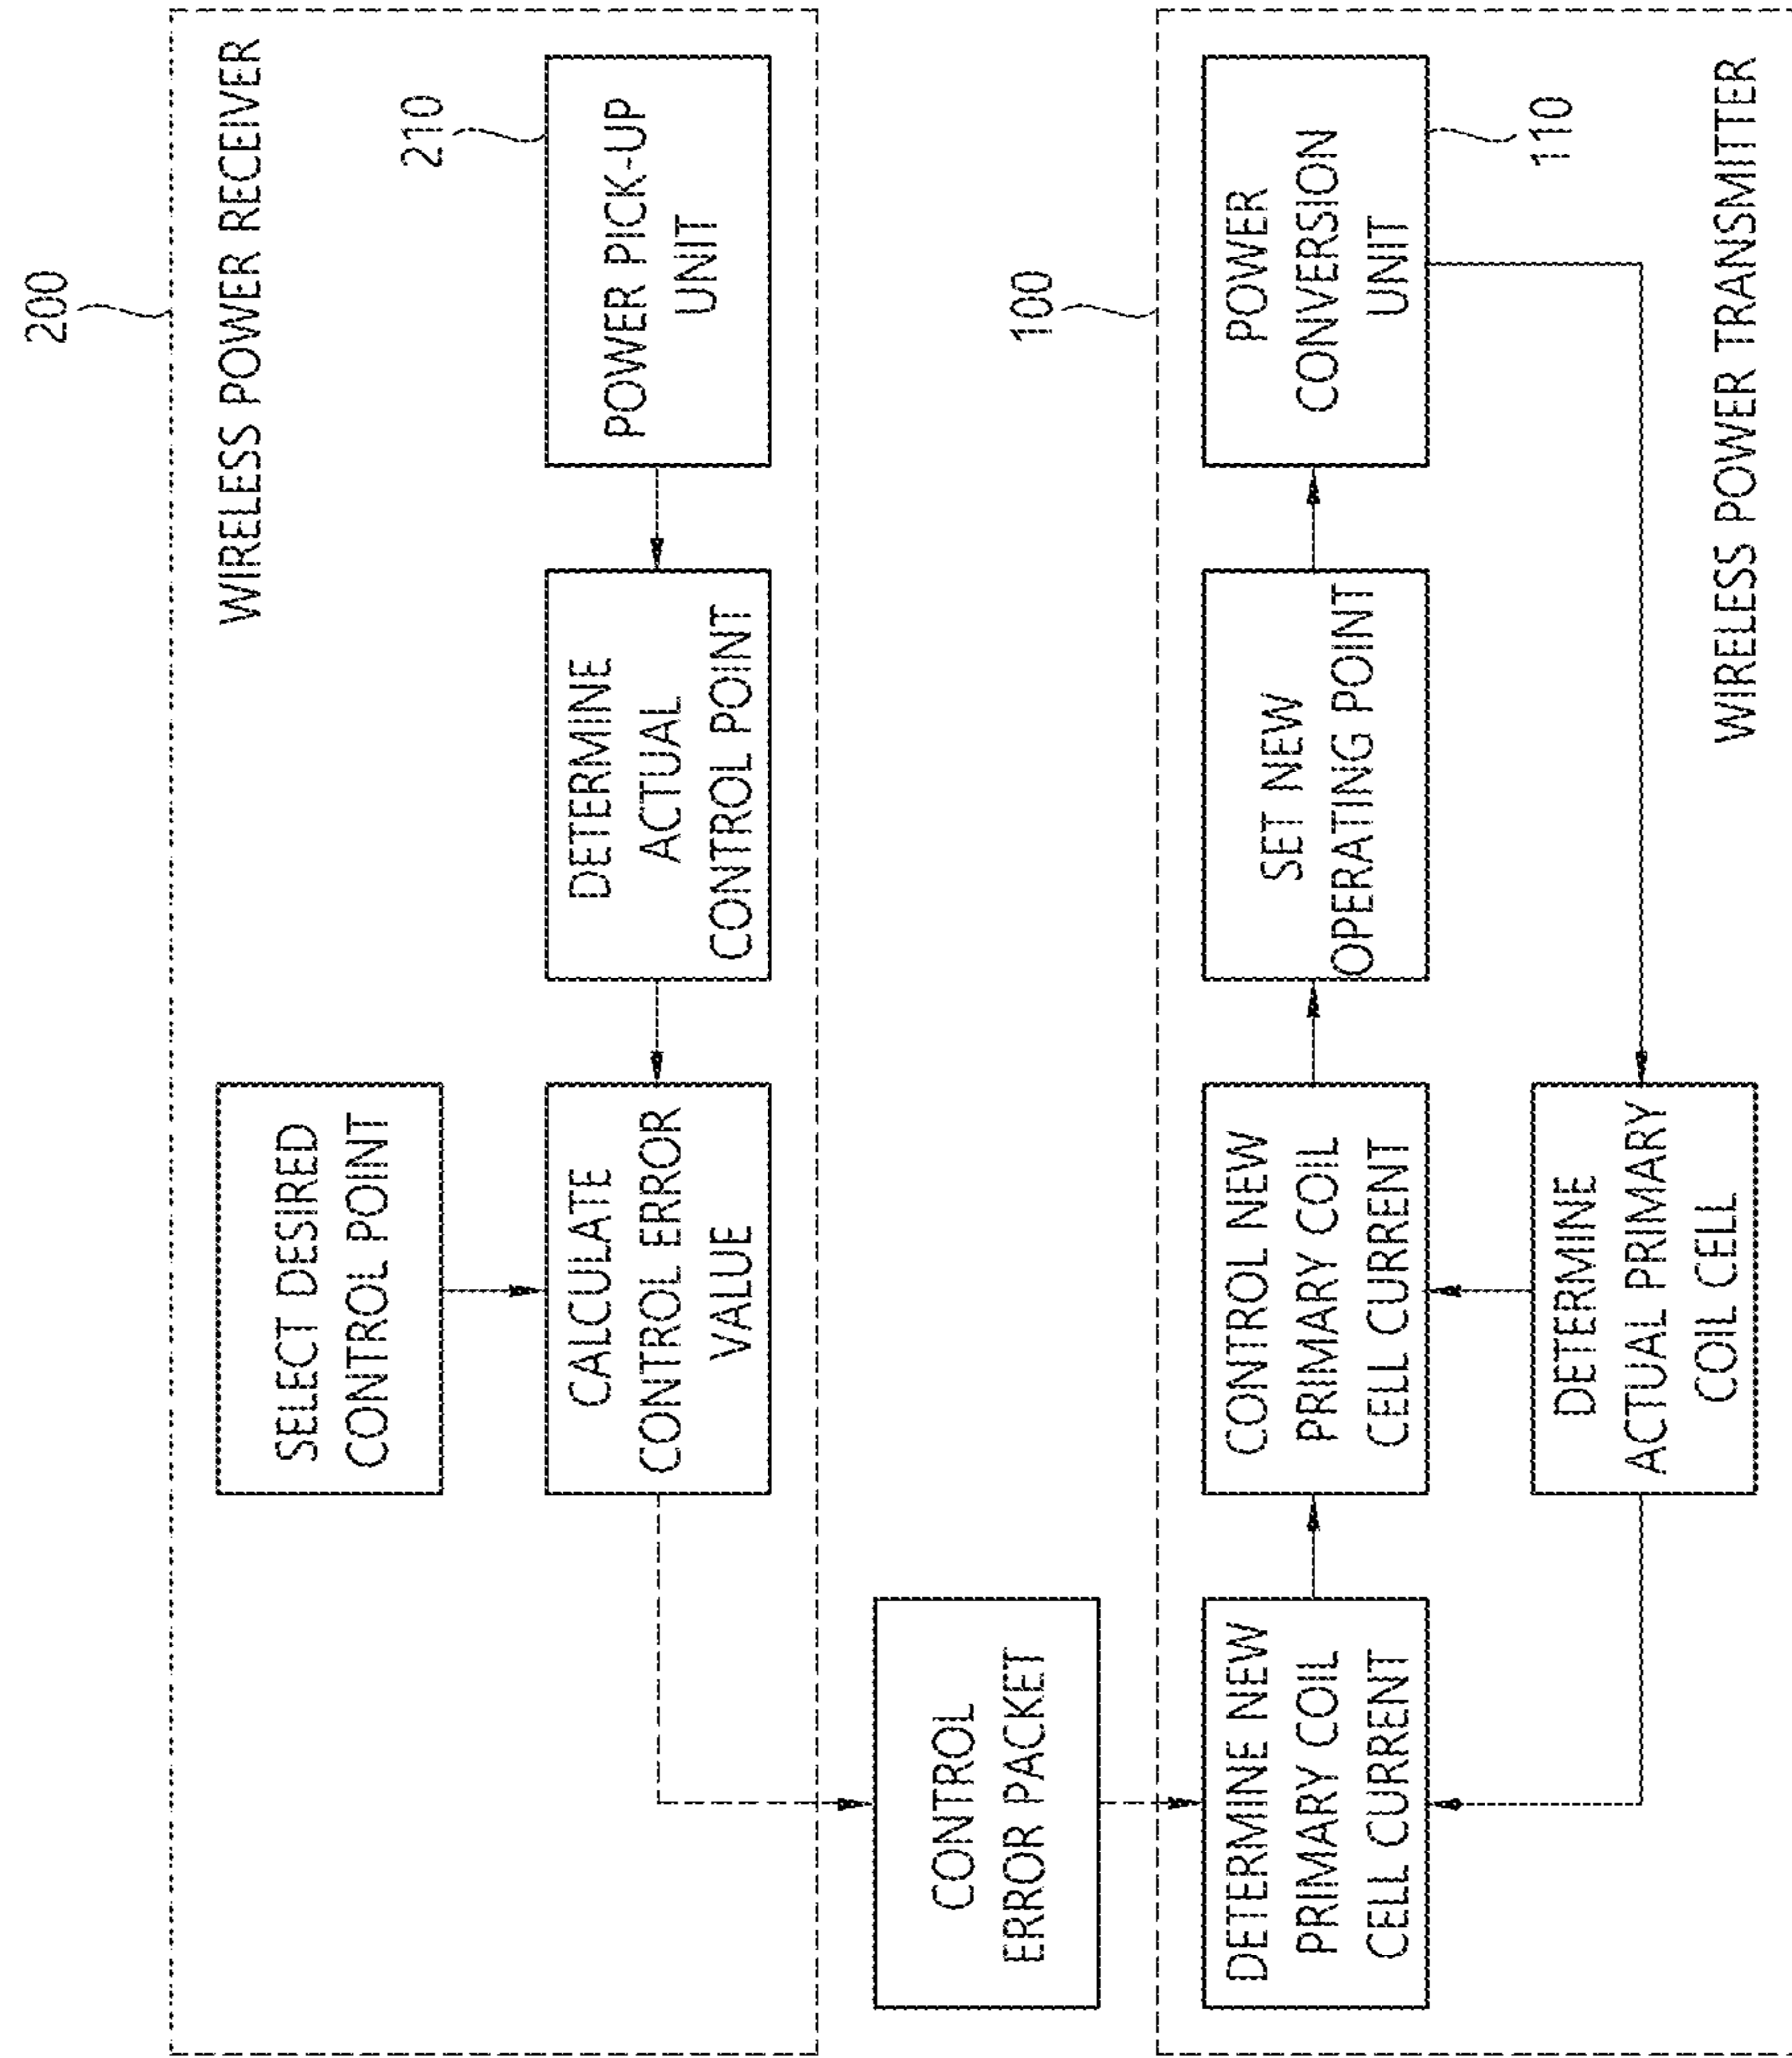 200
WIRELESS POWER RECEIVER
SELECT DESIRED
CONTROL POINT
210
CALCULATE
CONTROL ERROR
VALUE
DETERMINE
ACTUAL
CONTROL POINT
POWER PICK-UP
UNIT
CONTROL
ERROR PACKET
100
DETERMINE NEW
PRIMARY COIL
CELL CURRENT
CONTROL NEW
PRIMARY COIL
CELL CURRENT
SET NEW
OPERATING POINT
POWER
CONVERSION
UNIT
110
DETERMINE
ACTUAL PRIMARY
COIL CELL
WIRELESS POWER TRANSMITTER